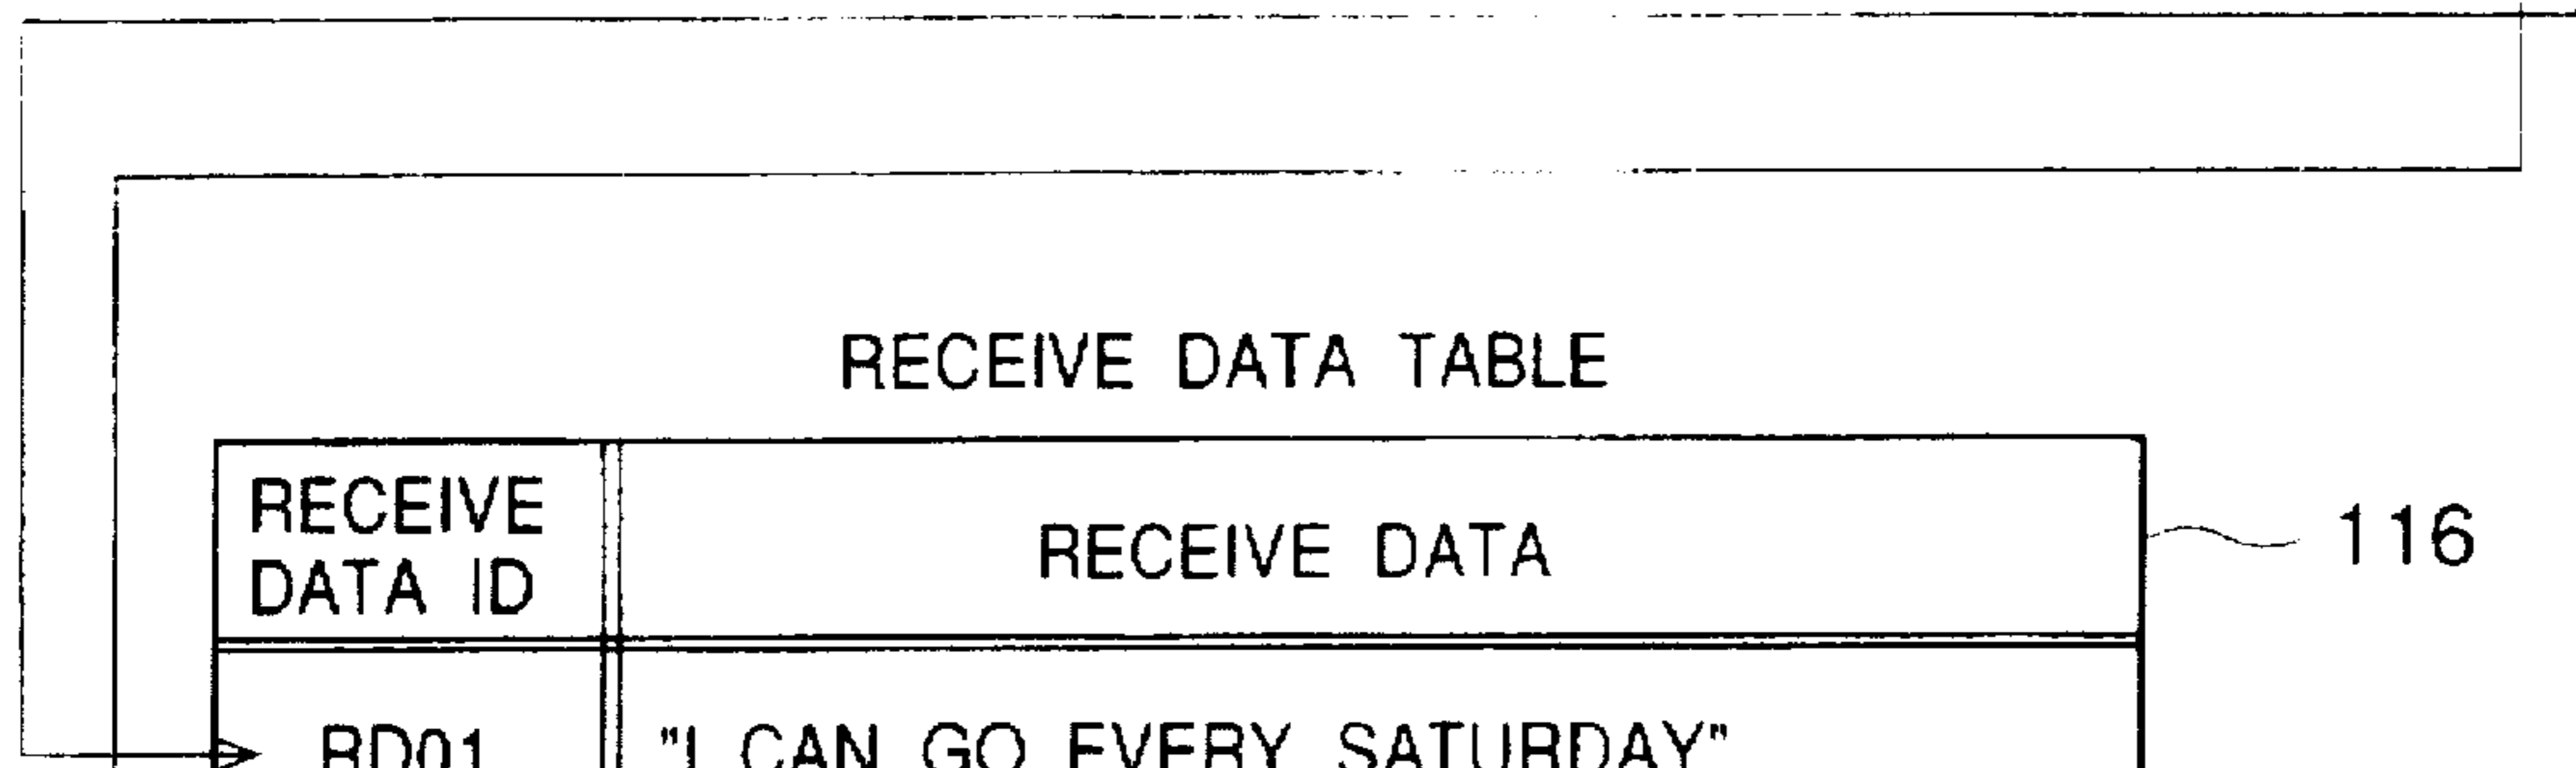 RECEIVE DATA TABLE
RECEIVE
DATA ID
RECEIVE DATA
116
RD01
"I CAN GO EVERY SATURDAY"